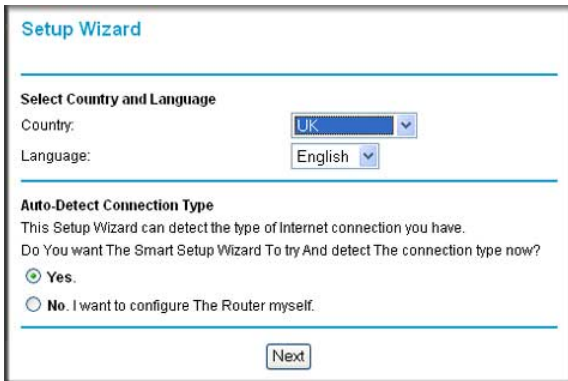 Setup Wizard
Select Country and Language
Country: UK
Language: English
Auto-Detect Connection Type
This Setup Wizard can detect the type of Internet connection you have.
Do You want The Smart Setup Wizard To try And detect The connection type now?
Yes.
No. I want to configure The Router myself.
Next